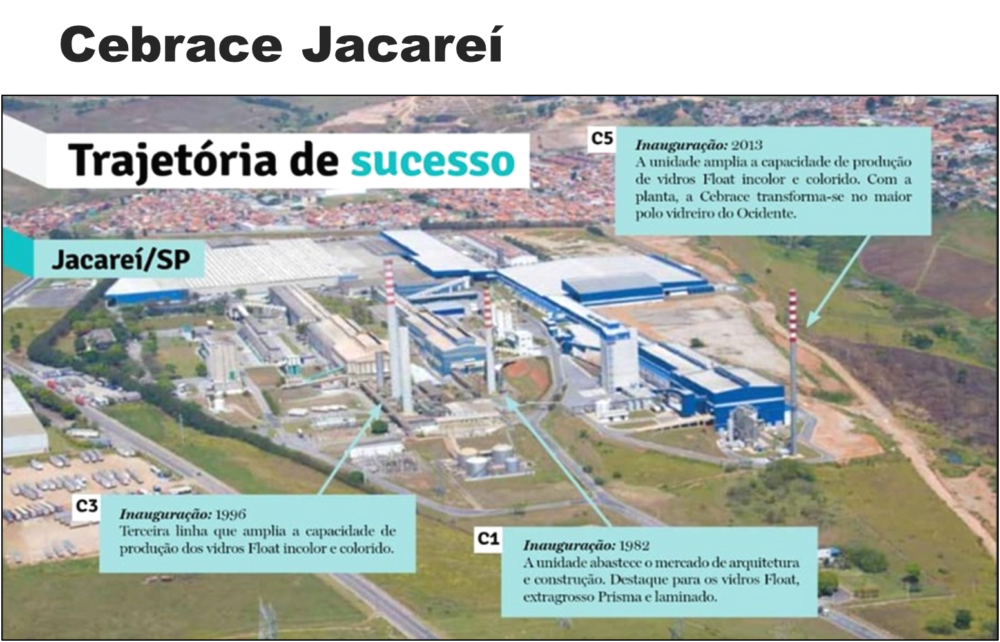 Cebrace Jacareí
Trajetória de sucesso
Jacareí/SP
C5
Inauguração: 2013
A unidade amplia a capacidade de produção
de vidros Float incolor e colorido. Com a
planta, a Cebrace transforma-se no maior
polo vidreiro do Ocidente.
C3
Inauguração: 1996
Terceira linha que amplia a capacidade de
produção dos vidros Float incolor e colorido.
C1
Inauguração: 1982
A unidade abastece o mercado de arquitetura
e construção. Destaque para os vidros Float,
extragrosso Prisma e laminado.